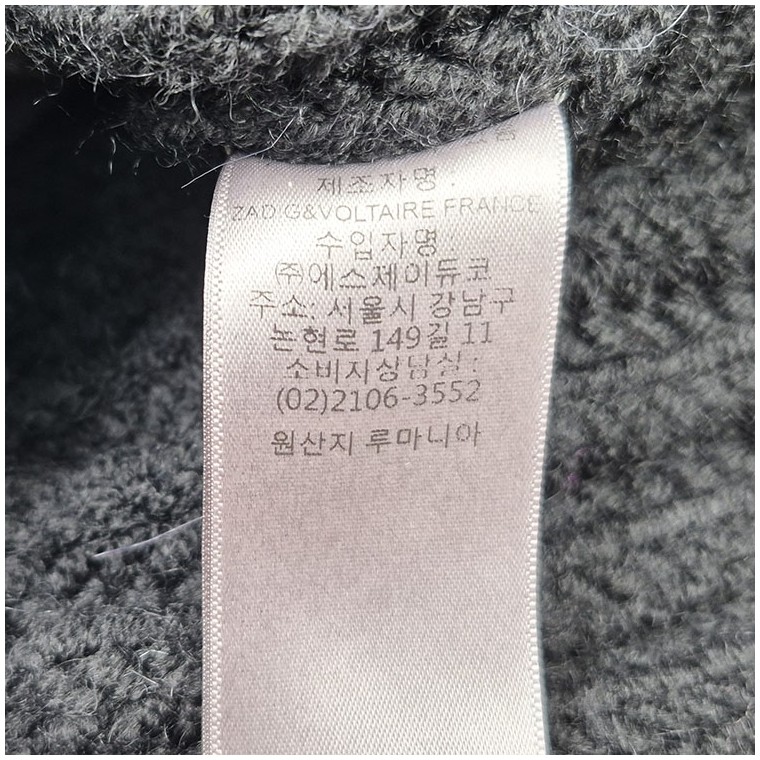 제조자명 :
ZADIG&VOLTAIRE FRANCE
수입자명 :
㈜에스제이듀코
주소: 서울시 강남구
논현로 149길 11
소비자상담실 :
(02)2106-3552
원산지 루마니아